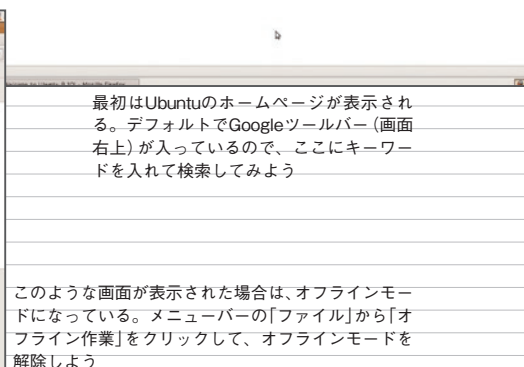 Welcome to Ubuntu 8.10! - Mozilla Firefox
最初はUbuntuのホームページが表示され
る。デフォルトでGoogleツールバー（画面
右上）が入っているので、ここにキーワー
ドを入れて検索してみよう
このような画面が表示された場合は、オフラインモー
ドになっている。メニューバーの「ファイル」から「オ
フライン作業」をクリックして、オフラインモードを
解除しよう